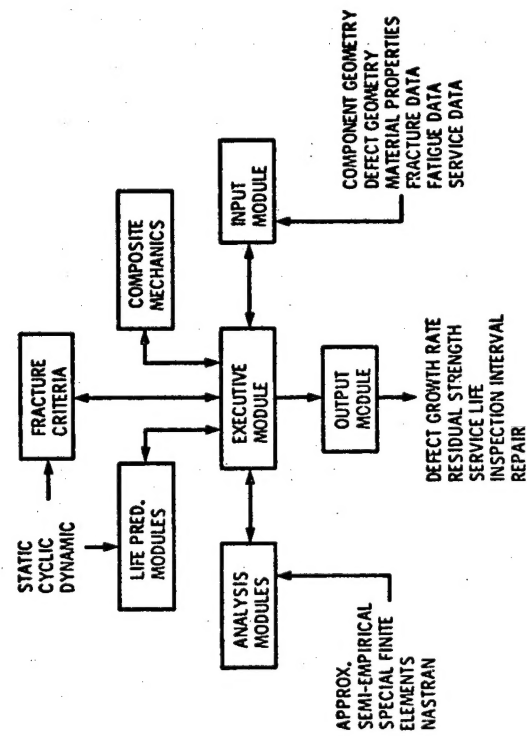 STATIC
CYCLIC
DYNAMIC
FRACTURE
CRITERIA
LIFE PRED.
MODULES
COMPOSITE
MECHANICS
ANALYSIS
MODULES
EXECUTIVE
MODULE
INPUT
MODULE
OUTPUT
MODULE
APPROX.
SEMI-EMPIRICAL
SPECIAL FINITE
ELEMENTS
NASTRAN
DEFECT GROWTH RATE
RESIDUAL STRENGTH
SERVICE LIFE
INSPECTION INTERVAL
REPAIR
COMPONENT GEOMETRY
DEFECT GEOMETRY
MATERIAL PROPERTIES
FRACTURE DATA
FATIGUE DATA
SERVICE DATA